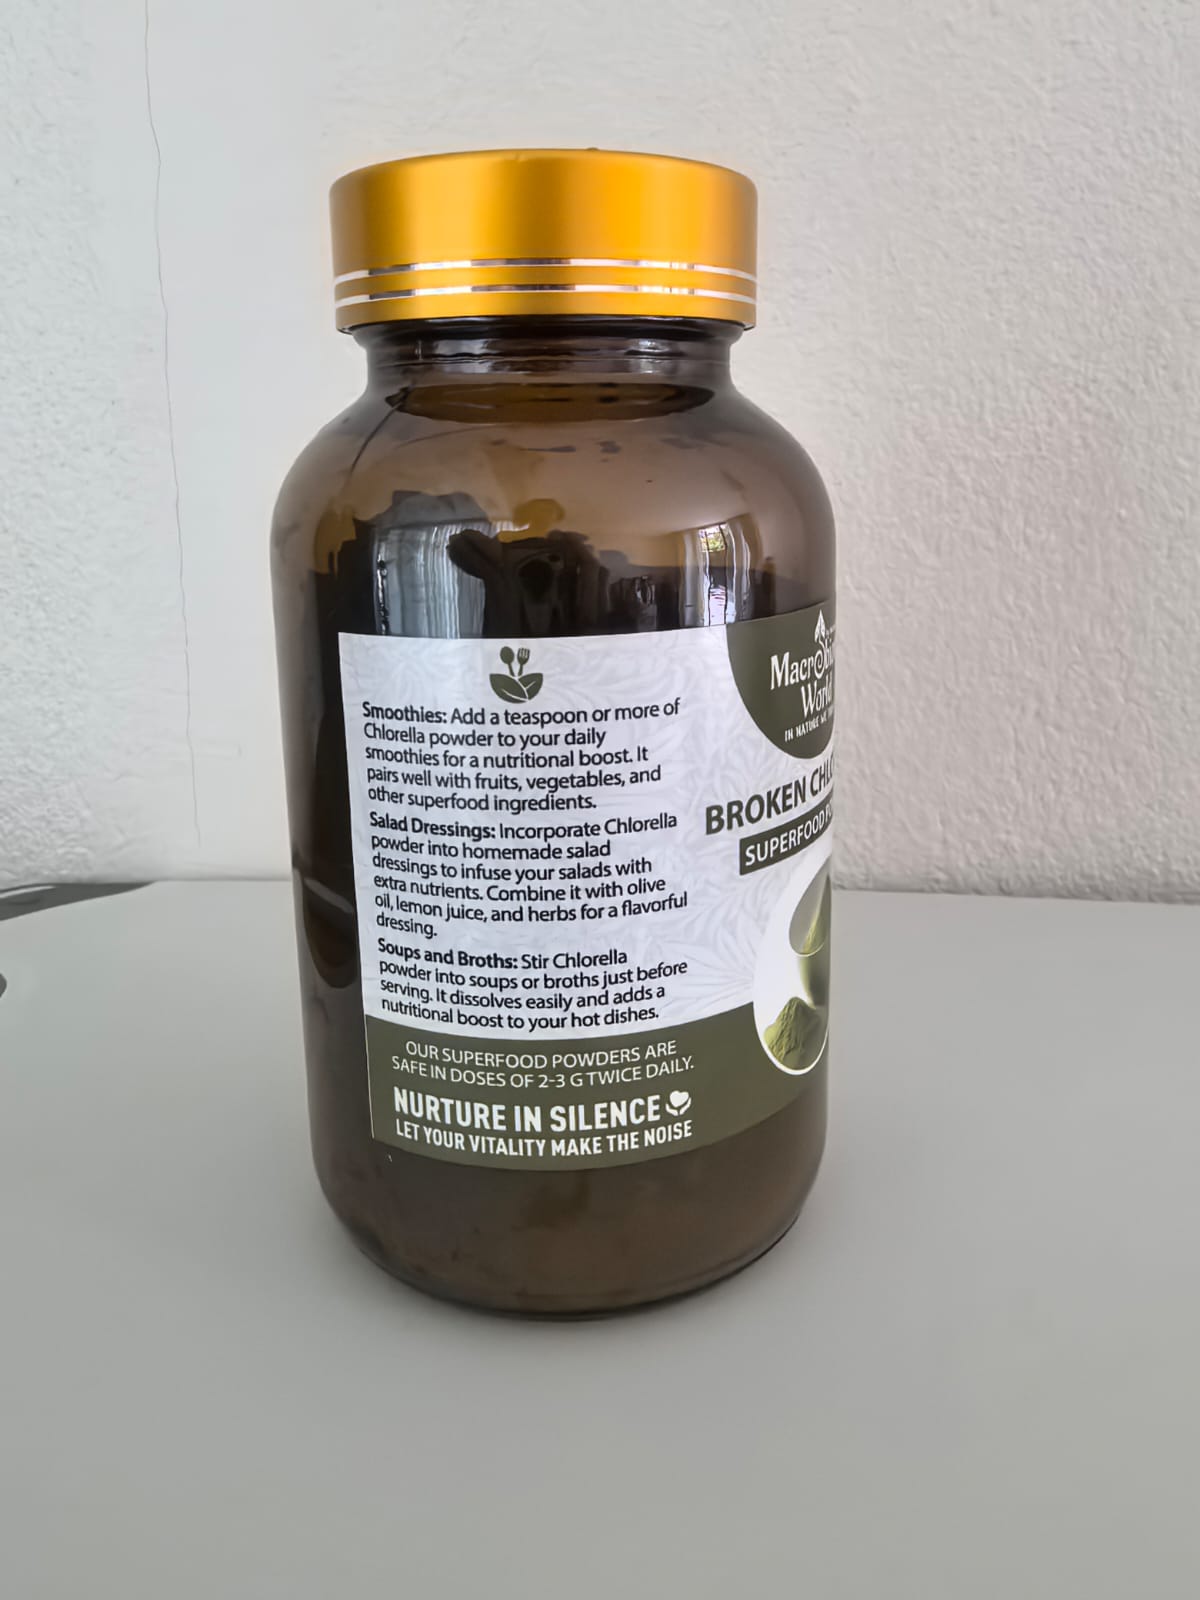 Smoothies: Add a teaspoon or more of
Chlorella powder to your daily
smoothies for a nutritional boost. It
pairs well with fruits, vegetables, and
other superfood ingredients.
Salad Dressings: Incorporate Chlorella
powder into homemade salad
dressings to infuse your salads with
extra nutrients. Combine it with olive
oil, lemon juice, and herbs for a flavorful
dressing.
Soups and Broths: Stir Chlorella
powder into soups or broths just before
serving. It dissolves easily and adds a
nutritional boost to your hot dishes.
OUR SUPERFOOD POWDERS ARE
SAFE IN DOSES OF 2-3 G TWICE DAILY.
NURTURE IN SILENCE
LET YOUR VITALITY MAKE THE NOISE
World
IN NATURE WE
BROKEN
SUPERFOOD